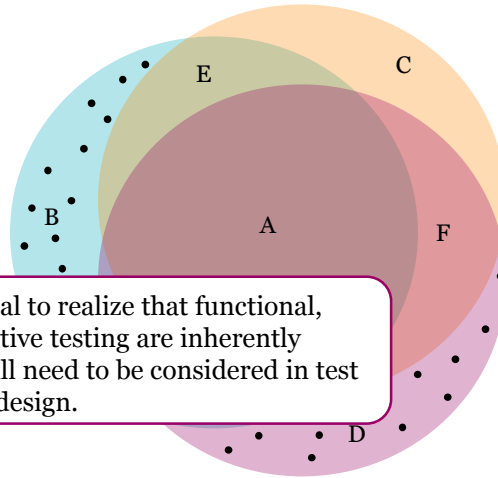 C
E
B
A
F
al to realize that functional,
tive testing are inherently
ll need to be considered in test
design.
D